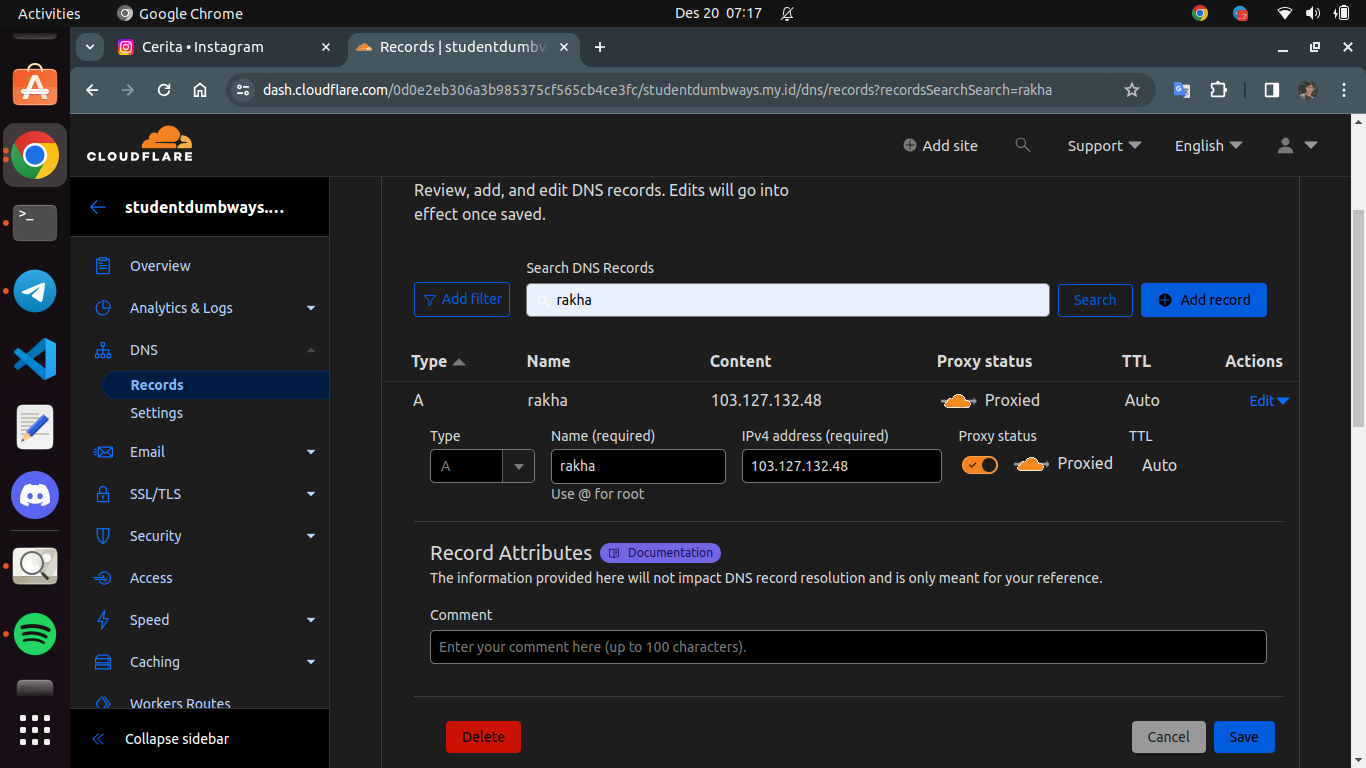 Activities
Google Chrome
Des 20 07:17
7
Cerita • Instagram
Records | studentdumbw
dash.cloudflare.com/0d0e2eb306a3b985375cf565cb4ce3fc/studentdumbways.my.id/dns/records?recordsSearchSearch=rakha
CLOUDFLARE
Add site
Support
English
studentdumbways....
Overview
Analytics & Logs
DNS
Records
Settings
Email
SSL/TLS
Security
Access
Speed
Caching
Workers Routes
Collapse sidebar
Review, add, and edit DNS records. Edits will go into
effect once saved.
Search DNS Records
Add filter
rakha
Search
Add record
Type Name Content Proxy status TTL Actions
A rakha 103.127.132.48 Proxied Auto Edit
Type Name (required) IPv4 address (required) Proxy status TTL
A rakha 103.127.132.48 Proxied Auto
Use @ for root
Record Attributes Documentation
The information provided here will not impact DNS record resolution and is only meant for your reference.
Comment
Enter your comment here (up to 100 characters).
Delete Cancel Save